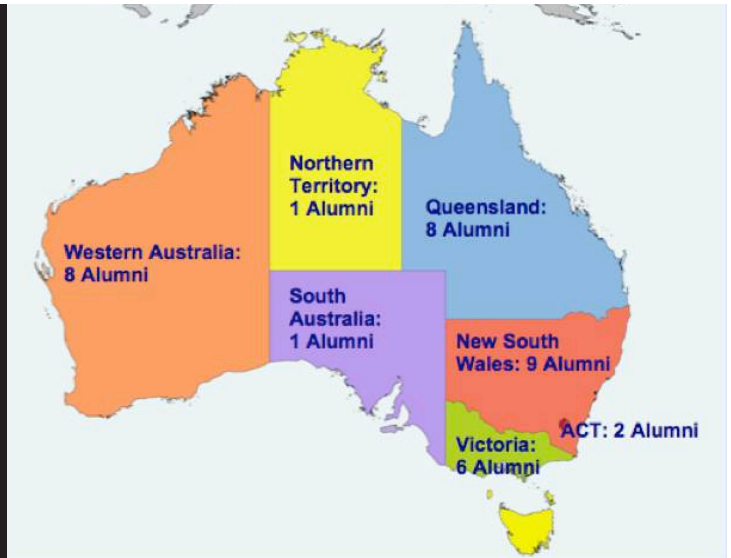 Northern
Territory:
1 Alumni
Queensland:
8 Alumni
Western Australia:
8 Alumni
South
Australia:
1 Alumni
New South
Wales: 9 Alumni
ACT: 2 Alumni
Victoria:
6 Alumni